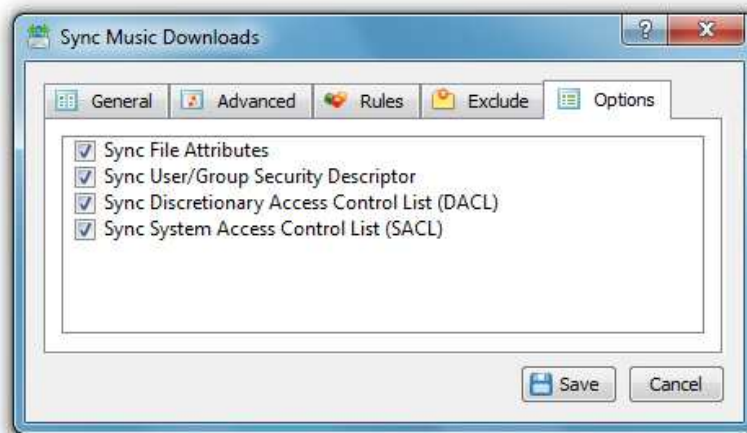 Sync Music Downloads
?
General Advanced Rules Exclude Options
Sync File Attributes
Sync User/Group Security Descriptor
Sync Discretionary Access Control List (DACL)
Sync System Access Control List (SACL)
Save Cancel